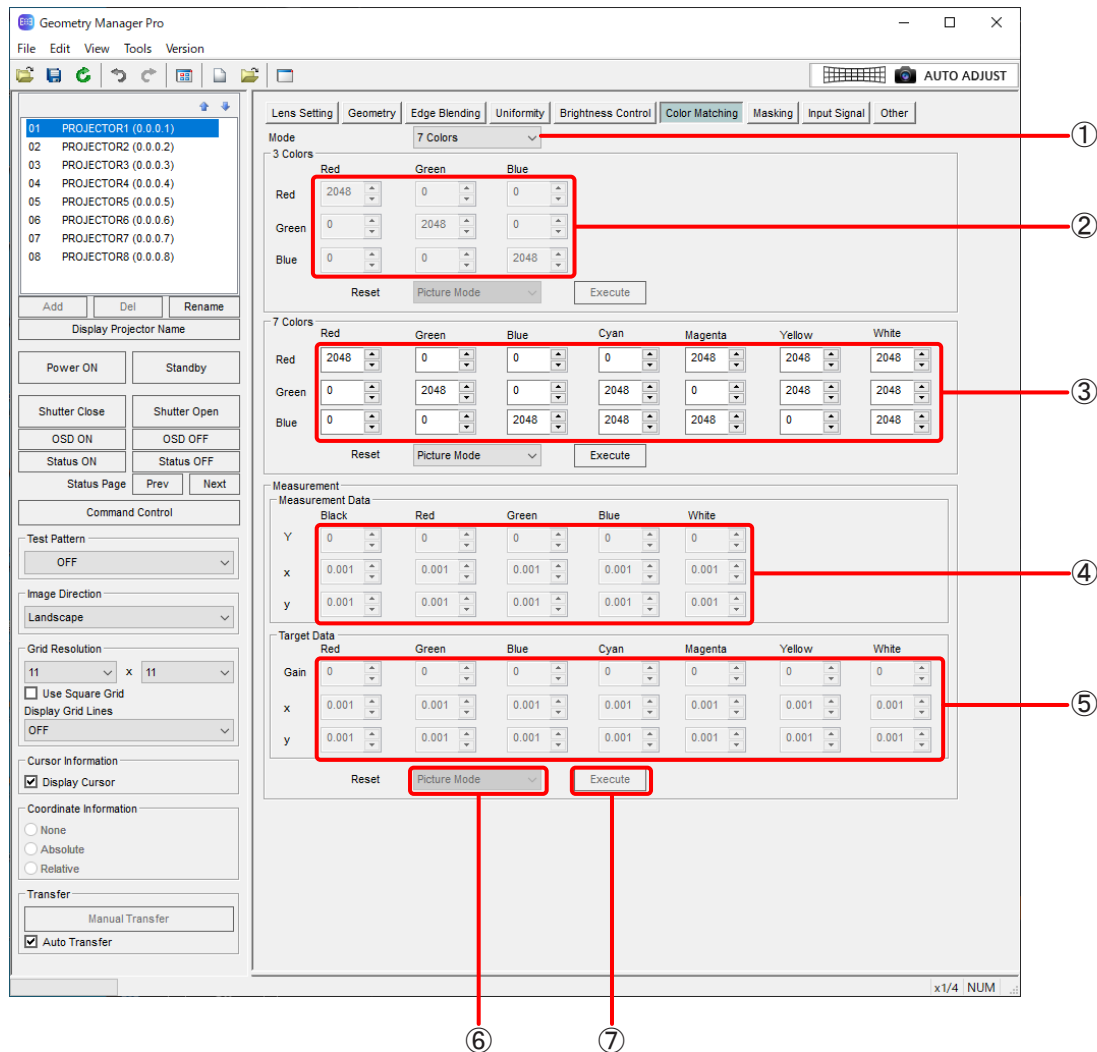 Geometry Manager Pro
File Edit View Tools Version
AUTO ADJUST
01 PROJECTOR1 (0.0.0.1)
02 PROJECTOR2 (0.0.0.2)
03 PROJECTOR3 (0.0.0.3)
04 PROJECTOR4 (0.0.0.4)
05 PROJECTOR5 (0.0.0.5)
06 PROJECTOR6 (0.0.0.6)
07 PROJECTOR7 (0.0.0.7)
08 PROJECTOR8 (0.0.0.8)
Add Del Rename
Display Projector Name
Power ON Standby
Shutter Close Shutter Open
OSD ON OSD OFF
Status ON Status OFF
Status Page Prev Next
Command Control
Test Pattern
OFF
Image Direction
Landscape
Grid Resolution
11 x 11
Use Square Grid
Display Grid Lines
OFF
Cursor Information
Display Cursor
Coordinate Information
None
Absolute
Relative
Transfer
Manual Transfer
Auto Transfer
Lens Setting Geometry Edge Blending Uniformity Brightness Control Color Matching Masking Input Signal Other
Mode 7 Colors ①
3 Colors
Red Green Blue
Red 2048 0 0
Green 0 2048 0 ②
Blue 0 0 2048
Reset Picture Mode Execute
7 Colors
Red Green Blue Cyan Magenta Yellow White
Red 2048 0 0 0 2048 2048 2048
Green 0 2048 0 2048 0 2048 2048 ③
Blue 0 0 2048 2048 2048 0 2048
Reset Picture Mode Execute
Measurement
Measurement Data
Black Red Green Blue White
Y 0 0 0 0 0
x 0.001 0.001 0.001 0.001 0.001 ④
y 0.001 0.001 0.001 0.001 0.001
Target Data
Red Green Blue Cyan Magenta Yellow White
Gain 0 0 0 0 0 0 0
x 0.001 0.001 0.001 0.001 0.001 0.001 0.001 ⑤
y 0.001 0.001 0.001 0.001 0.001 0.001 0.001
Reset Picture Mode Execute
x1/4 NUM
⑥ ⑦